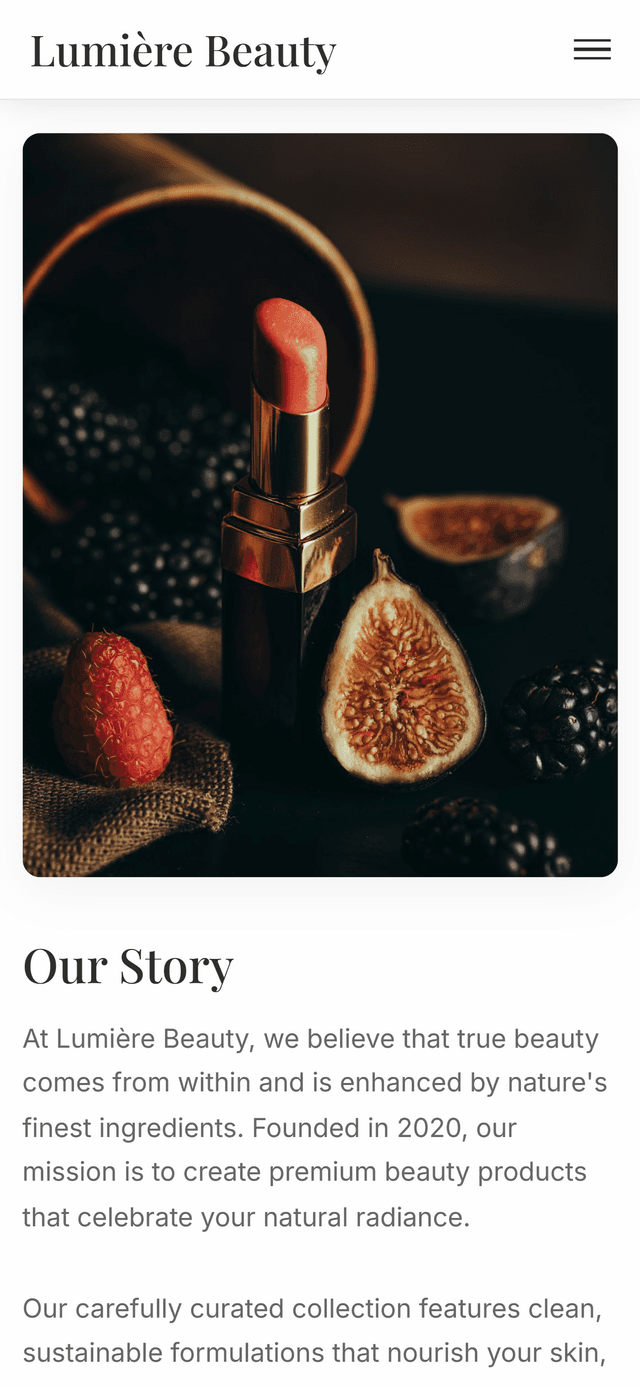 Lumière Beauty
Our Story
At Lumière Beauty, we believe that true beauty
comes from within and is enhanced by nature's
finest ingredients. Founded in 2020, our
mission is to create premium beauty products
that celebrate your natural radiance.
Our carefully curated collection features clean,
sustainable formulations that nourish your skin,